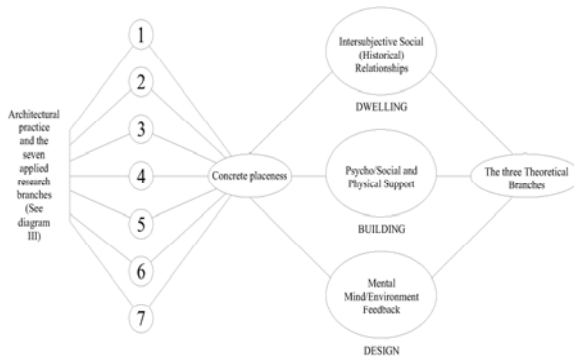 Architectural
practice
and the
seven
applied
research
branches
(See
diagram
III)
1
2
3
4
5
6
7
Concrete placeness
Intersubjective Social
(Historical)
Relationships
DWELLING
Psycho/Social and
Physical Support
BUILDING
Mental
Mind/Environment
Feedback
DESIGN
The three Theoretical
Branches